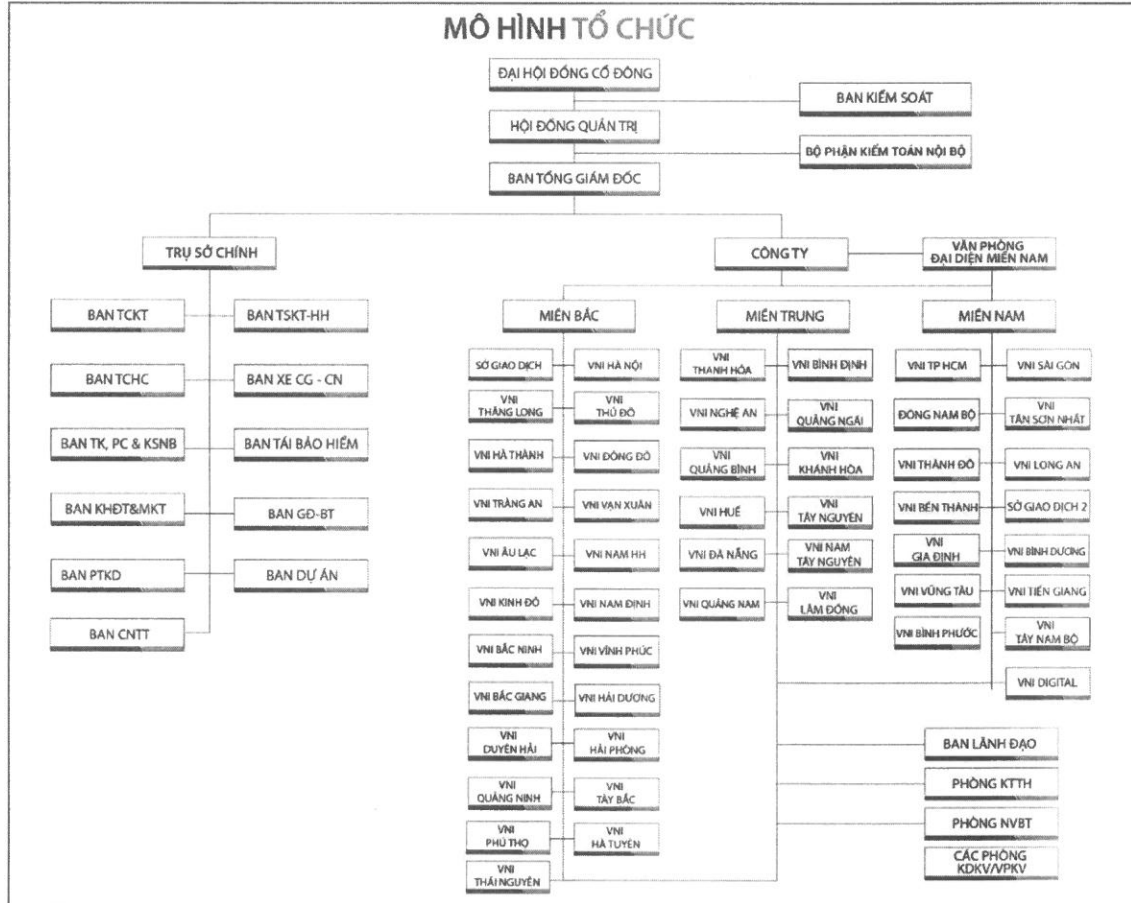 MÔ HÌNH TỔ CHỨC
ĐẠI HỘI ĐỒNG CỔ ĐÔNG
BAN KIỂM SOÁT
HỘI ĐỒNG QUẢN TRỊ
BỘ PHẬN KIỂM TOÁN NỘI BỘ
BAN TỔNG GIÁM ĐỐC
TRỤ SỞ CHÍNH
CÔNG TY
VĂN PHÒNG
ĐẠI DIỆN MIỀN NAM
BAN TCKT
BAN TSKT-HH
BAN TCHC
BAN XE CG - CN
BAN TK, PC & KSNB
BAN TÁI BẢO HIỂM
BAN KHĐT&MKT
BAN GĐ-BT
BAN PTKD
BAN DỰ ÁN
BAN CNTT
MIỀN BẮC
SỞ GIAO DỊCH
VNI HÀ NỘI
VNI
THĂNG LONG
VNI
THỦ ĐÔ
VNI HÀ THÀNH
VNI ĐÔNG ĐÔ
VNI TRÀNG AN
VNI VẠN XUÂN
VNI ÂU LẠC
VNI NAM HH
VNI KINH ĐÔ
VNI NAM ĐỊNH
VNI BẮC NINH
VNI VĨNH PHÚC
VNI BẮC GIANG
VNI HẢI DƯƠNG
VNI
DUYÊN HẢI
VNI
HẢI PHÒNG
VNI
QUẢNG NINH
VNI
TÂY BẮC
VNI
PHÚ THỌ
VNI
HÀ TUYÊN
VNI
THÁI NGUYÊN
MIỀN TRUNG
VNI
THANH HÓA
VNI BÌNH ĐỊNH
VNI NGHỆ AN
VNI
QUẢNG NGÃI
VNI
QUẢNG BÌNH
VNI
KHÁNH HÒA
VNI HUẾ
VNI
TÂY NGUYÊN
VNI ĐÀ NẴNG
VNI NAM
TÂY NGUYÊN
VNI QUẢNG NAM
VNI
LÂM ĐỒNG
MIỀN NAM
VNI TP HCM
VNI SÀI GÒN
ĐÔNG NAM BỘ
VNI
TÂN SƠN NHẤT
VNI THÀNH ĐÔ
VNI LONG AN
VNI BẾN THÀNH
SỞ GIAO DỊCH 2
VNI
GIA ĐỊNH
VNI BÌNH DƯƠNG
VNI VŨNG TÀU
VNI TIỀN GIANG
VNI BÌNH PHƯỚC
VNI
TÂY NAM BỘ
VNI DIGITAL
BAN LÃNH ĐẠO
PHÒNG KTTH
PHÒNG NVBT
CÁC PHÒNG
KDKV/VPKV